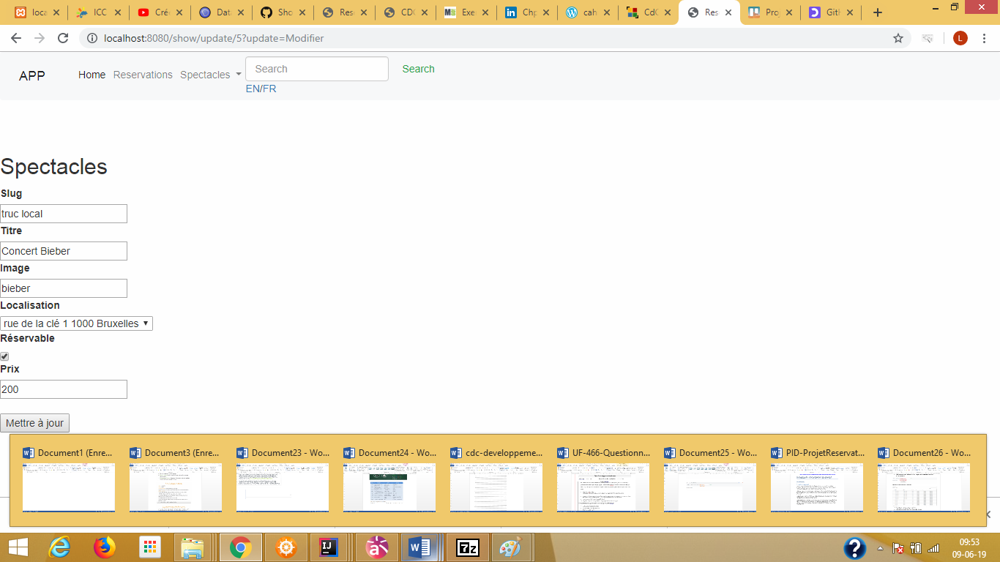 loca
ICC
Cré
Data
Sho
Rese
CDC
Exe
Chp
cah
CdC
Res
Proj
Gith
localhost:8080/show/update/5?update=Modifier
L
APP
Home Reservations Spectacles
Search
Search
EN/FR
Spectacles
Slug
truc local
Titre
Concert Bieber
Image
bieber
Localisation
rue de la clé 1 1000 Bruxelles
Réservable
Prix
200
Mettre à jour
Document1 (Enre...
Document3 (Enre...
Document23 - Wo...
Document24 - Wo...
cdc-developpeme...
UF-466-Questionn...
Document25 - Wo...
PID-ProjetReservat...
Document26 - Wo...
09:53
09-06-19